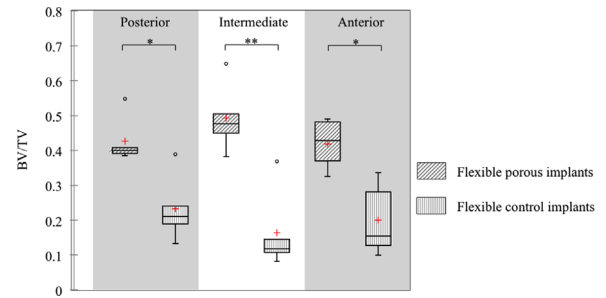 Posterior Intermediate Anterior
* ** *
0.8
0.7
0.6
0.5
0.4
0.3
0.2
0.1
0
BV/TV
Flexible porous implants
Flexible control implants